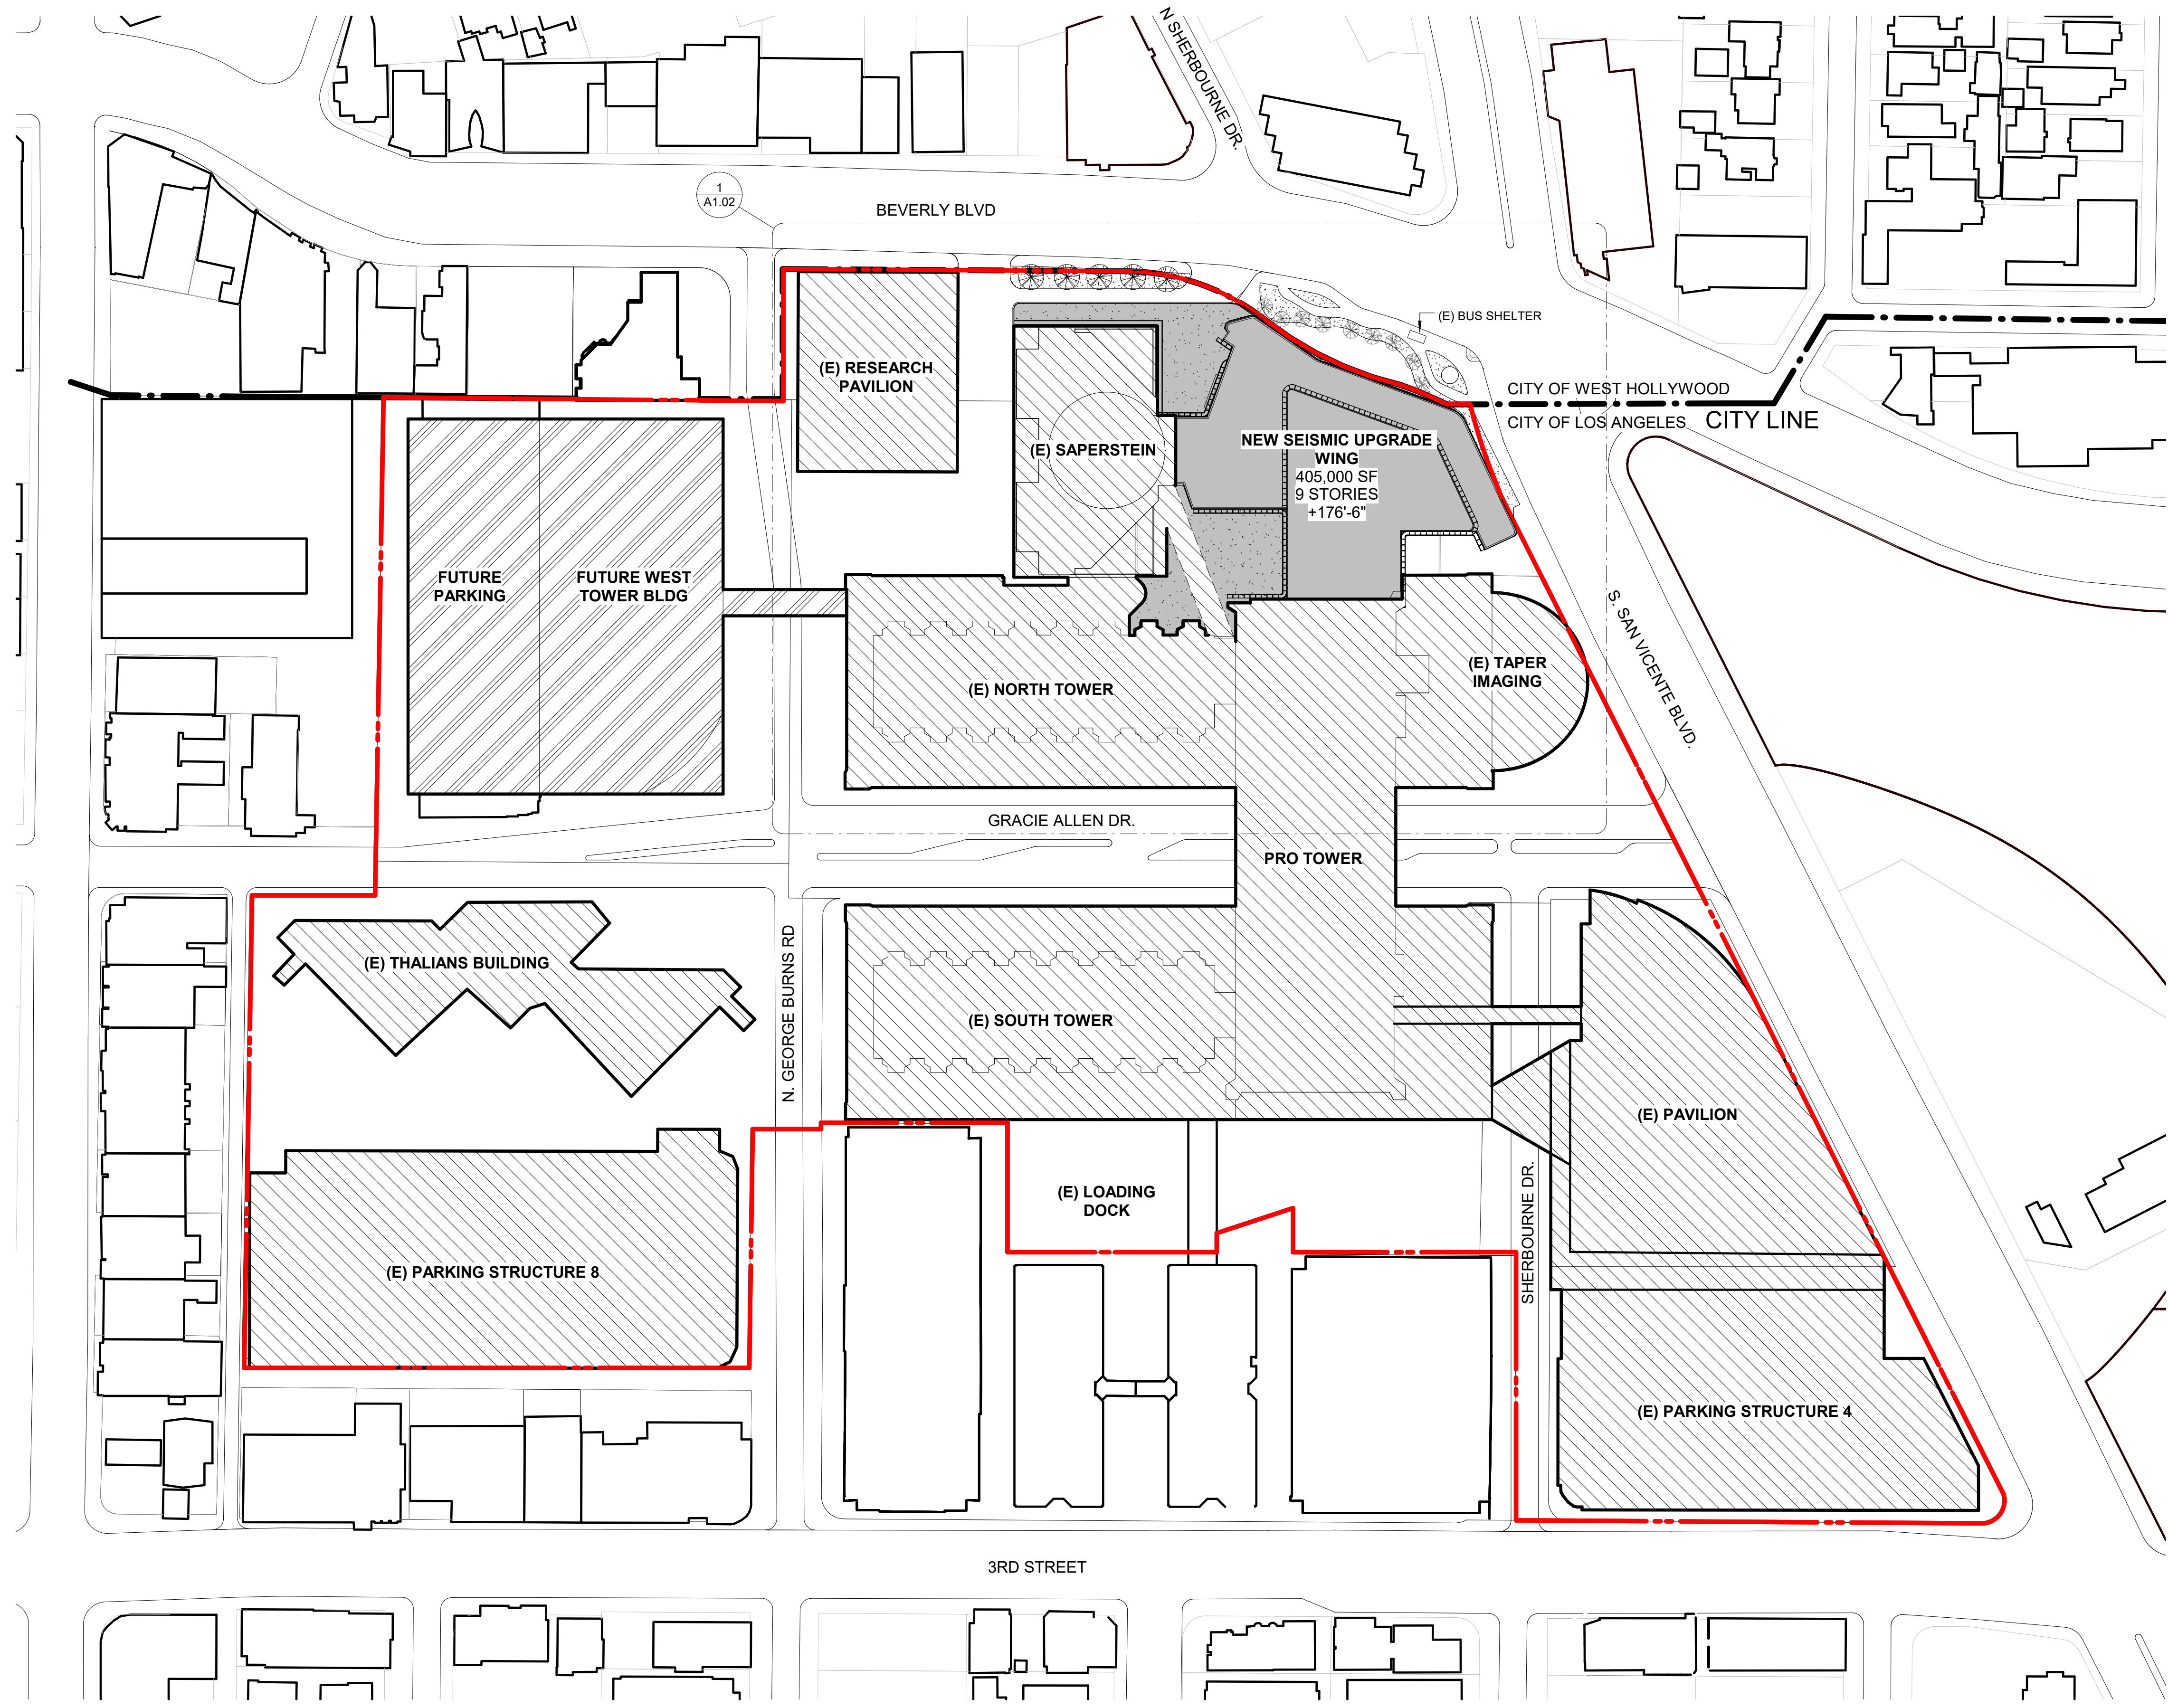 N SHERBOURNE DR.
1
A1.02
BEVERLY BLVD
(E) BUS SHELTER
(E) RESEARCH
PAVILION
CITY OF WEST HOLLYWOOD
CITY OF LOS ANGELES
CITY LINE
(E) SAPERSTEIN
NEW SEISMIC UPGRADE
WING
405,000 SF
9 STORIES
+176'-6"
FUTURE
PARKING
FUTURE WEST
TOWER BLDG
S. SAN VICENTE BLVD.
(E) NORTH TOWER
(E) TAPER
IMAGING
GRACIE ALLEN DR.
PRO TOWER
(E) THALIANS BUILDING
N. GEORGE BURNS RD
(E) SOUTH TOWER
(E) PAVILION
(E) LOADING
DOCK
SHERBOURNE DR.
(E) PARKING STRUCTURE 8
(E) PARKING STRUCTURE 4
3RD STREET